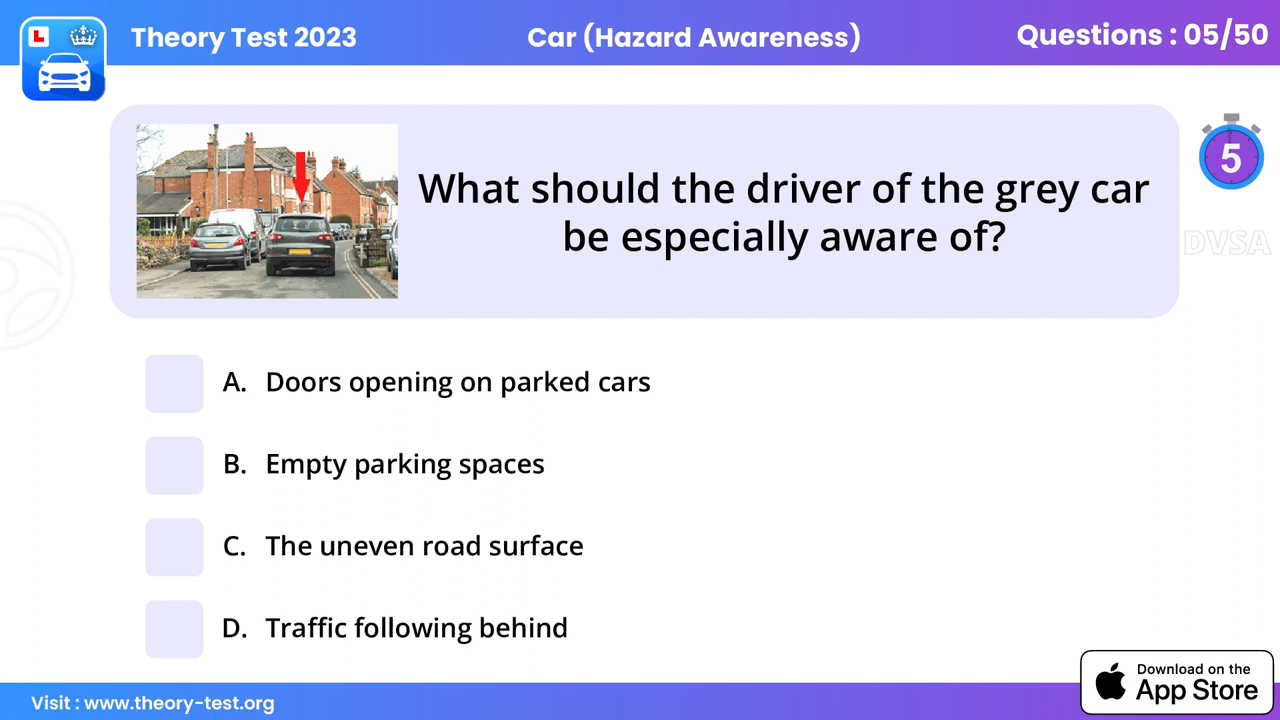 L
Theory Test 2023
Car (Hazard Awareness)
Questions : 05/50
What should the driver of the grey car
be especially aware of?
5
DVSA
A. Doors opening on parked cars
B. Empty parking spaces
C. The uneven road surface
D. Traffic following behind
Visit : www.theory-test.org
Download on the
App Store